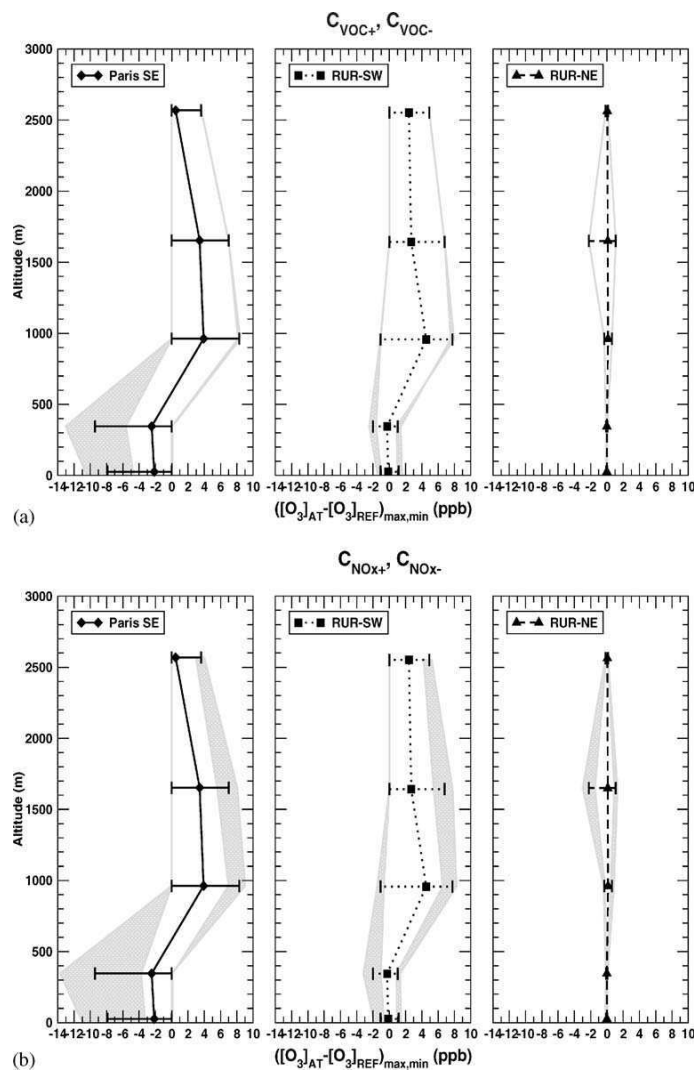 C_VOC+, C_VOC-
Paris SE
RUR-SW
RUR-NE
3000
2500
2000
1500
1000
500
0
Altitude (m)
-14 -12 -10 -8 -6 -4 -2 0 2 4 6 8 10
-14 -12 -10 -8 -6 -4 -2 0 2 4 6 8 10
-14 -12 -10 -8 -6 -4 -2 0 2 4 6 8 10
(a)
([O3]AT-[O3]REF)max,min (ppb)
C_NOx+, C_NOx-
Paris SE
RUR-SW
RUR-NE
3000
2500
2000
1500
1000
500
0
Altitude (m)
-14 -12 -10 -8 -6 -4 -2 0 2 4 6 8 10
-14 -12 -10 -8 -6 -4 -2 0 2 4 6 8 10
-14 -12 -10 -8 -6 -4 -2 0 2 4 6 8 10
(b)
([O3]AT-[O3]REF)max,min (ppb)